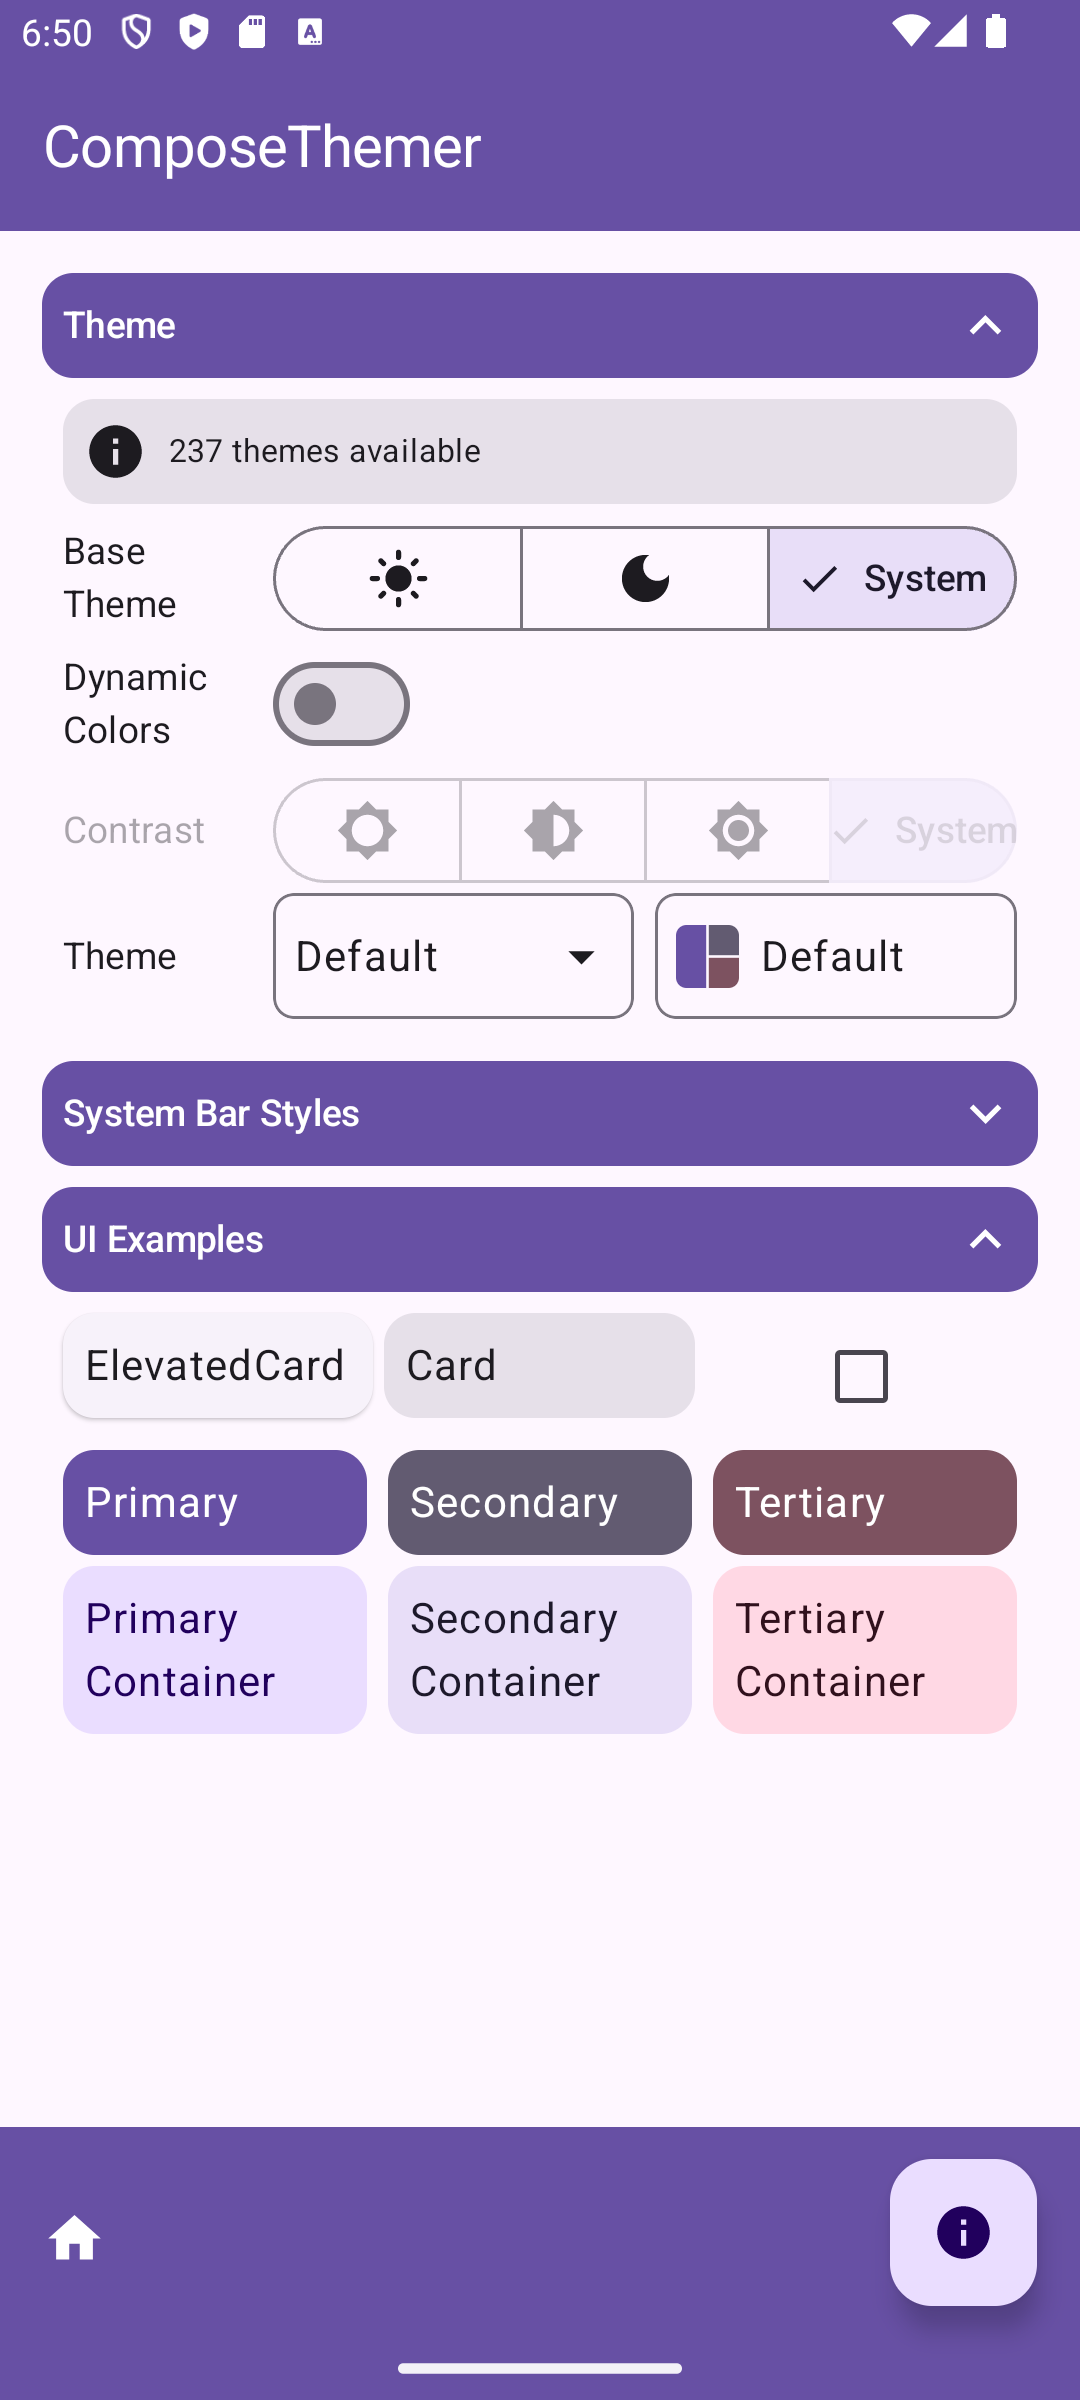 6:50
ComposeThemer
Theme
237 themes available
Base
Theme
System
Dynamic
Colors
Contrast
System
Theme
Default
Default
System Bar Styles
UI Examples
ElevatedCard
Card
Primary
Secondary
Tertiary
Primary
Container
Secondary
Container
Tertiary
Container